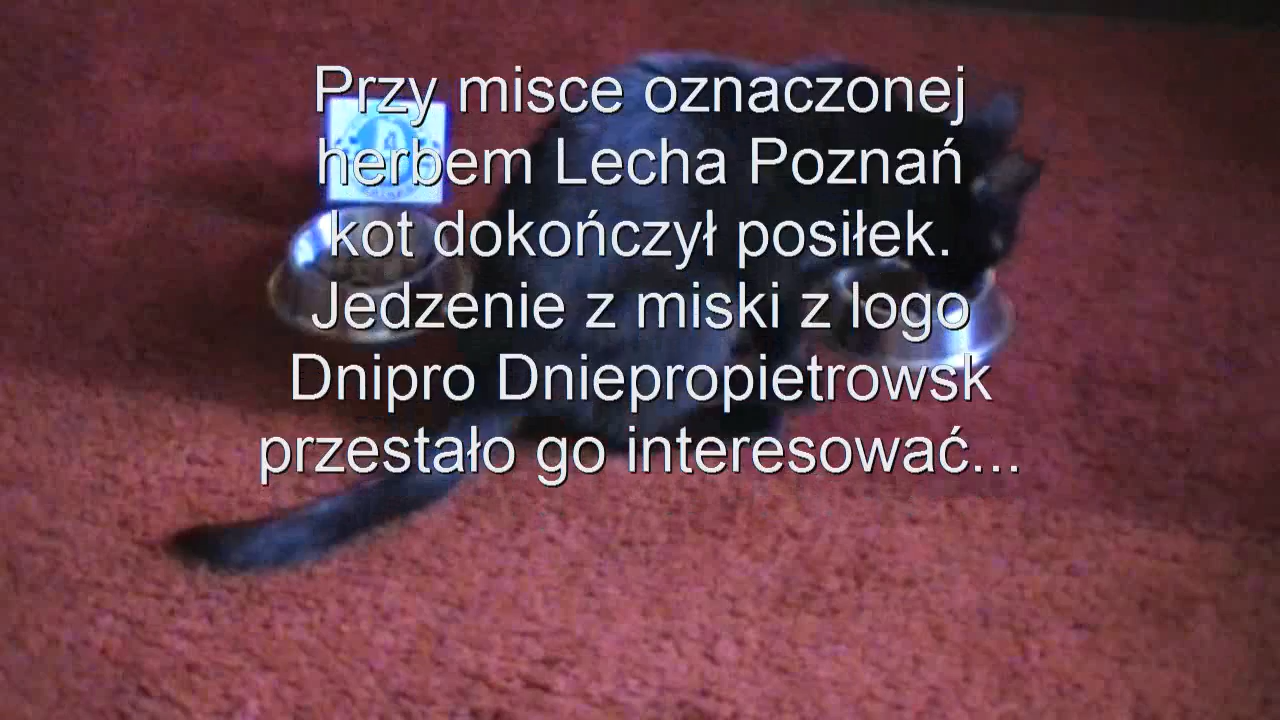 Przy misce oznaczonej
herbem Lecha Poznań
kot dokończył posiłek.
Jedzenie z miski z logo
Dnipro Dniepropietrowsk
przestało go interesować...